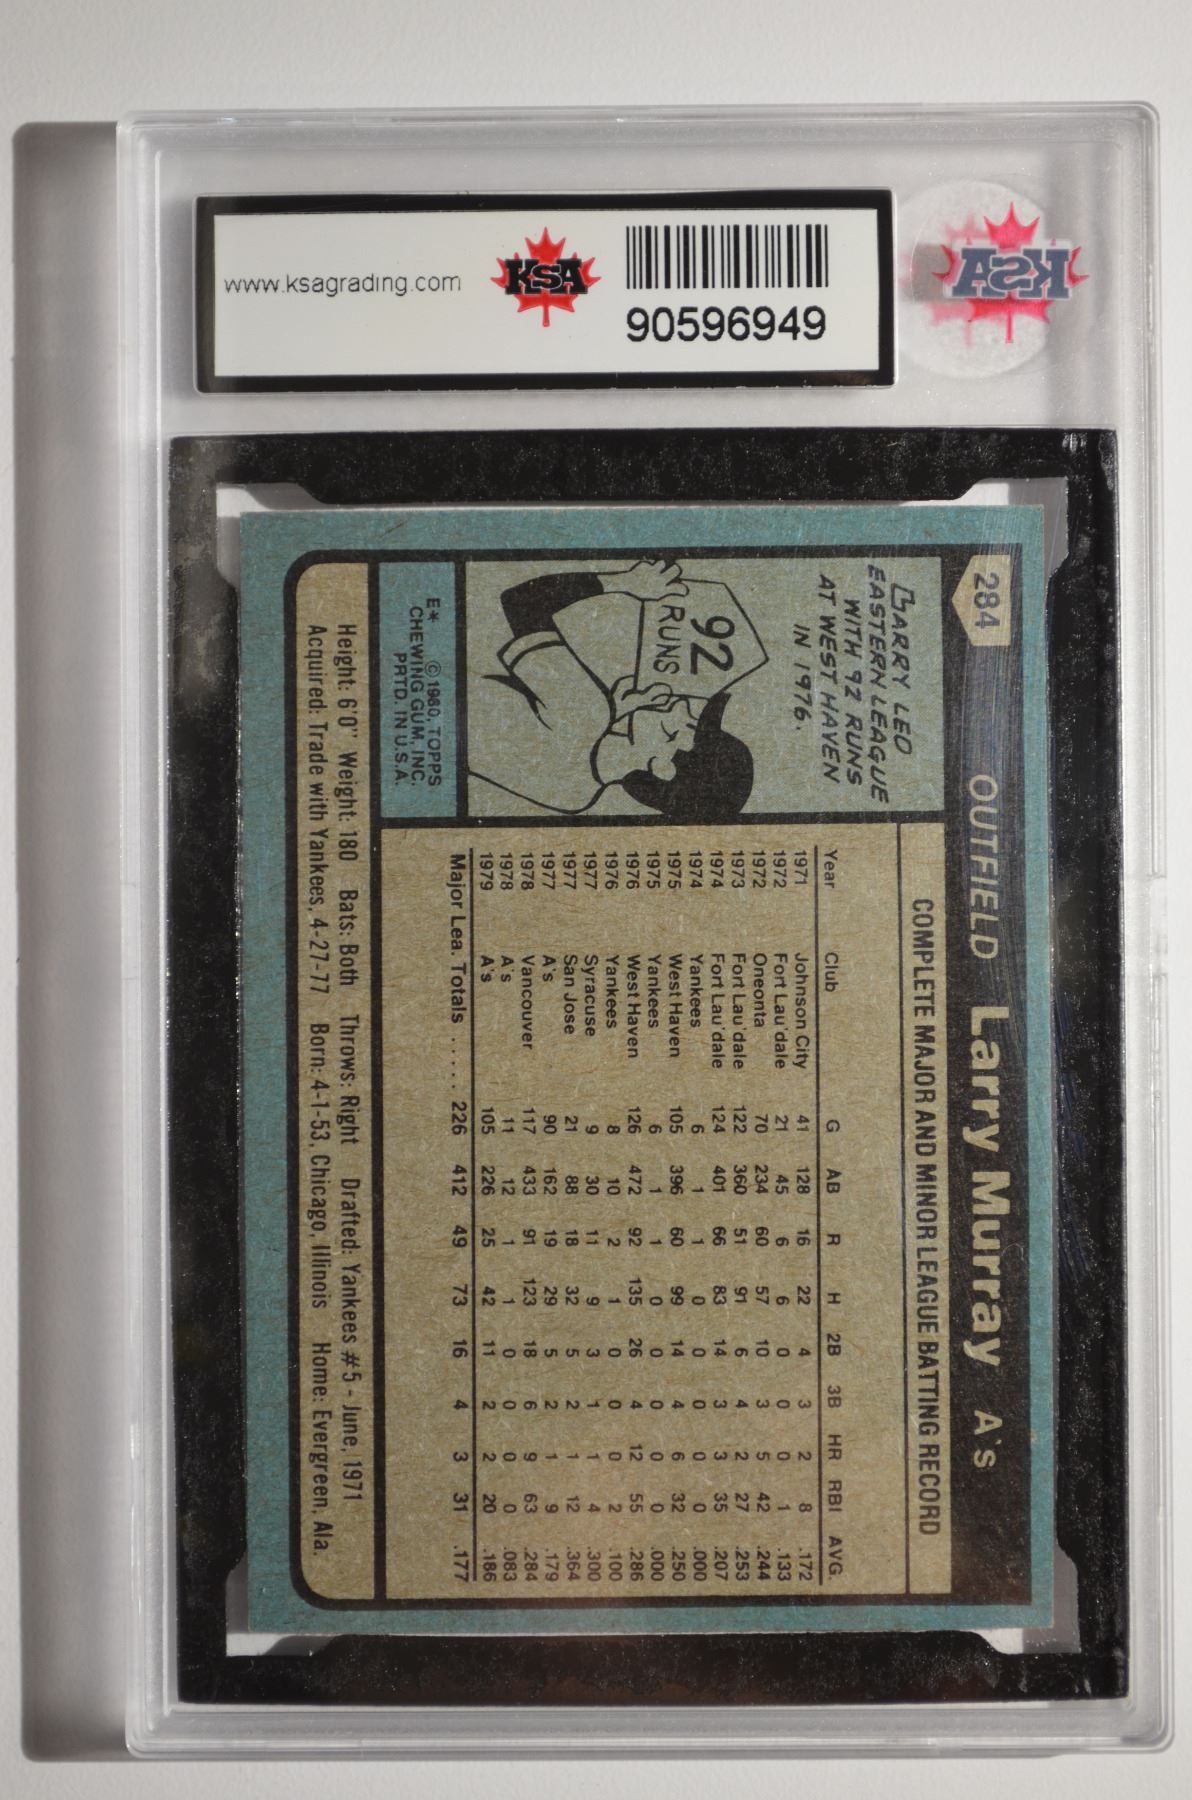 www.ksagrading.com
KSA
90596949
KSA
284
OUTFIELD Larry Murray A's
LARRY LED
EASTERN LEAGUE
WITH 92 RUNS
AT WEST HAVEN
IN 1976.
92
RUNS
E* © 1980, TOPPS
CHEWING GUM, INC.
PRTD. IN U.S.A.
COMPLETE MAJOR AND MINOR LEAGUE BATTING RECORD
Year Club G AB R H 2B 3B HR RBI AVG.
1971 Johnson City 41 128 16 22 4 3 2 8 .172
1972 Fort Lau'dale 21 45 6 6 0 0 0 1 .133
1972 Oneonta 70 234 60 57 10 3 5 42 .244
1973 Fort Lau'dale 122 360 51 91 6 4 2 27 .253
1974 Fort Lau'dale 124 401 66 83 14 3 3 35 .207
1974 Yankees 6 1 1 0 0 0 0 0 .000
1975 West Haven 105 396 60 99 14 4 6 32 .250
1975 Yankees 6 1 1 0 0 0 0 0 .000
1976 West Haven 126 472 92 135 26 4 12 55 .286
1976 Yankees 8 10 2 1 0 0 0 2 .100
1977 Syracuse 9 30 11 9 3 1 1 4 .300
1977 San Jose 21 88 18 32 5 2 1 12 .364
1977 A's 90 162 19 29 5 2 1 9 .179
1978 Vancouver 117 433 91 123 18 6 9 63 .284
1978 A's 11 12 1 1 0 0 0 0 .083
1979 A's 105 226 25 42 11 2 2 20 .186
Major Lea. Totals ..... 226 412 49 73 16 4 3 31 .177
Height: 6'0" Weight: 180 Bats: Both Throws: Right Drafted: Yankees #5 - June, 1971
Acquired: Trade with Yankees, 4-27-77 Born: 4-1-53, Chicago, Illinois Home: Evergreen, Ala.